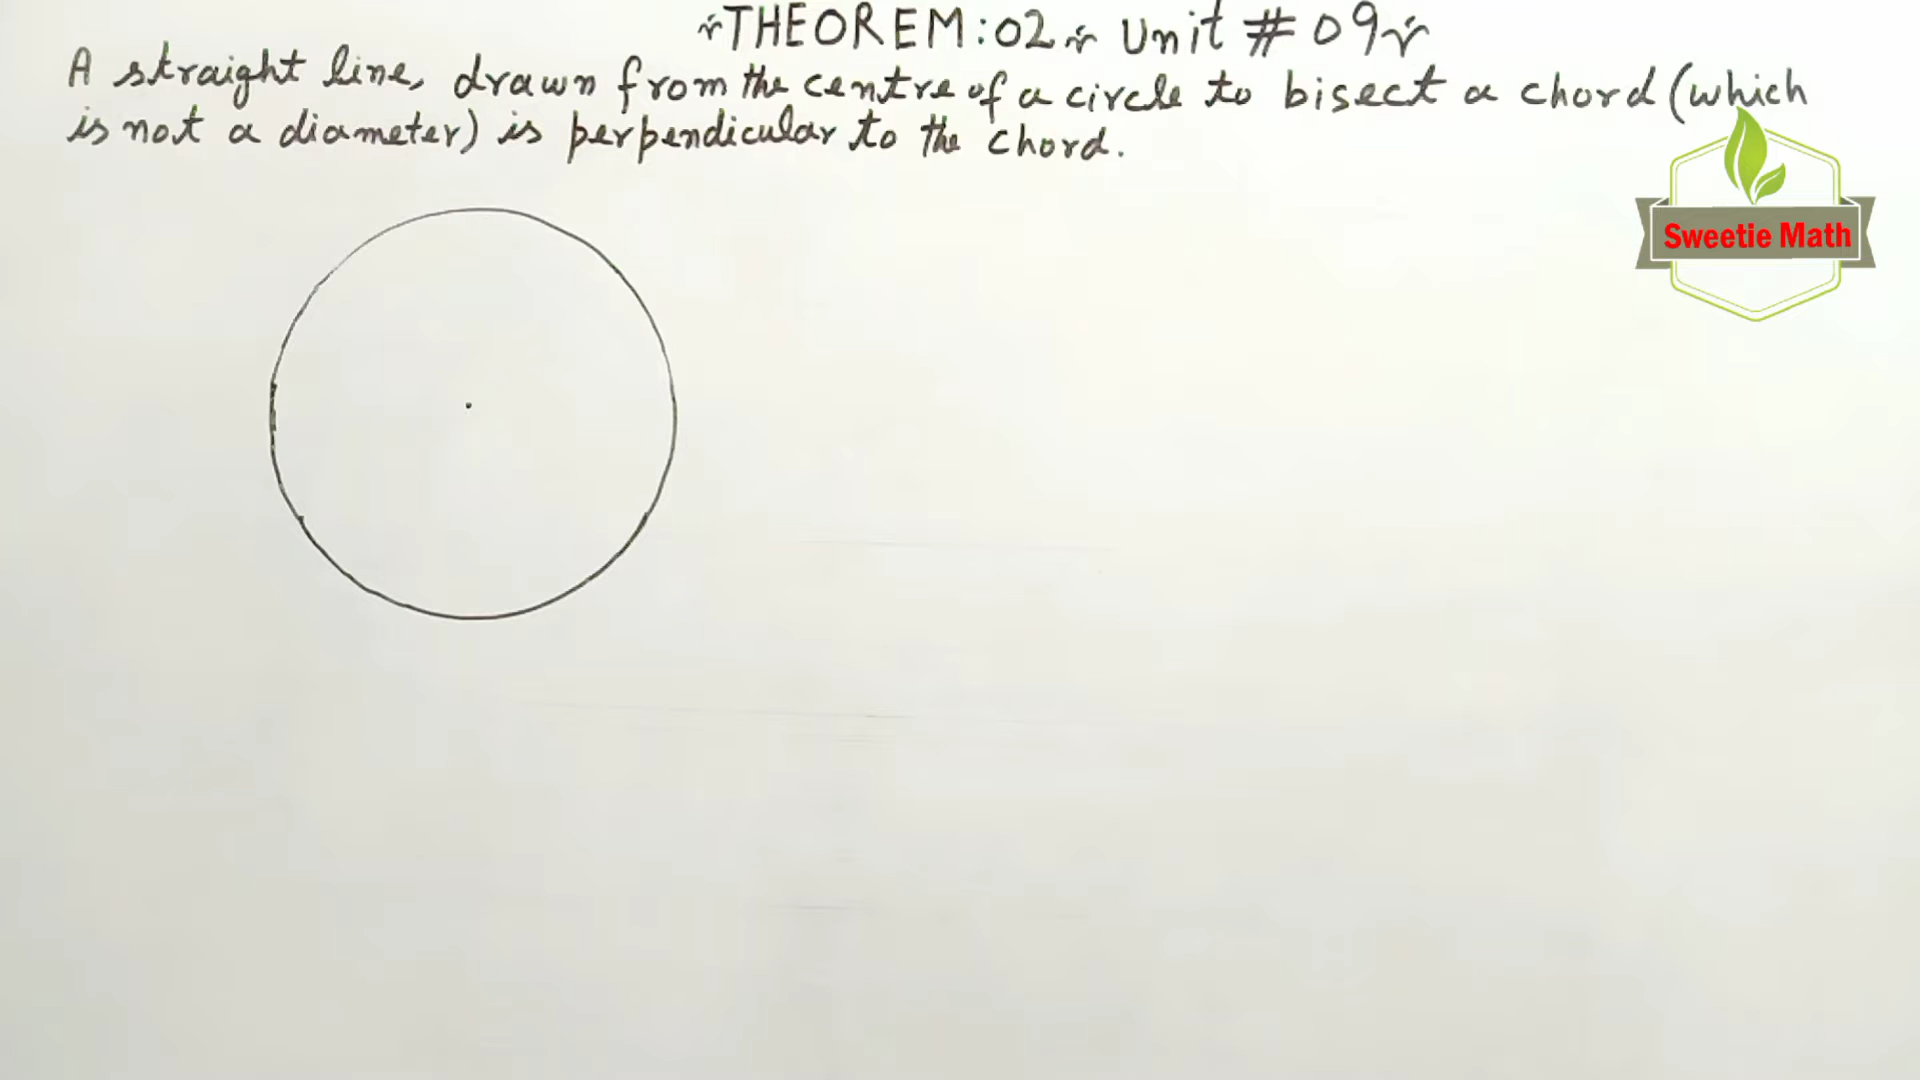 THEOREM:02 Unit # 09
A straight line, drawn from the centre of a circle to bisect a chord (which
is not a diameter) is perpendicular to the chord.
Sweetie Math